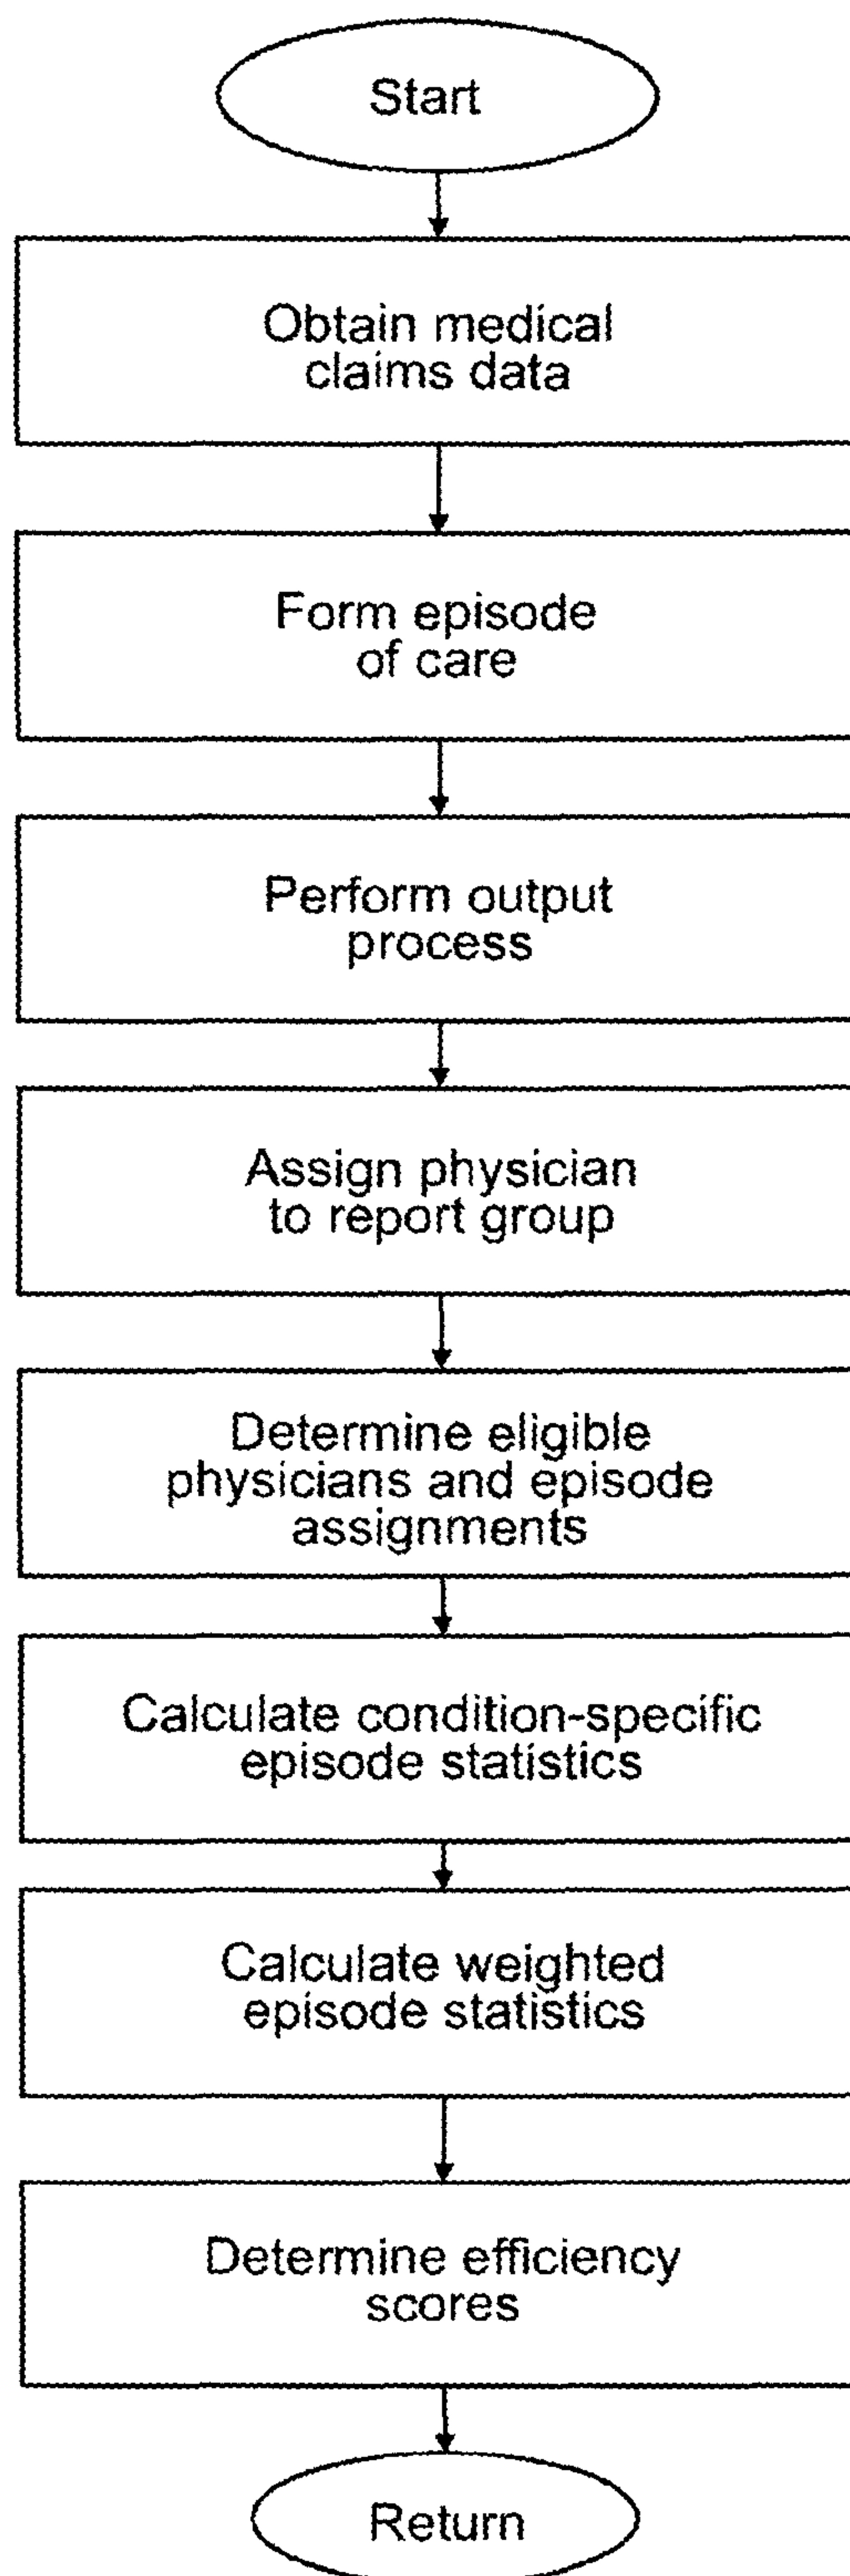 Start
Obtain medical
claims data
Form episode
of care
Perform output
process
Assign physician
to report group
Determine eligible
physicians and episode
assignments
Calculate condition-specific
episode statistics
Calculate weighted
episode statistics
Determine efficiency
scores
Return